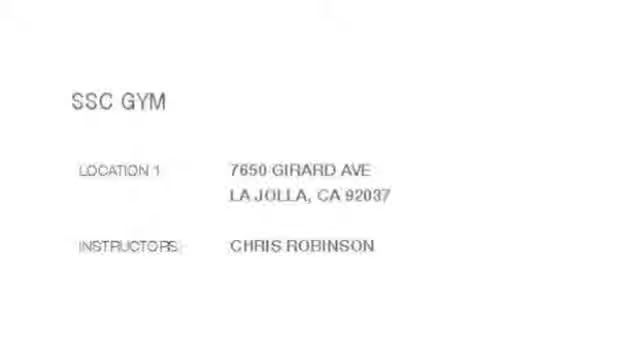 SSC GYM
LOCATION 1 7650 GIRARD AVE
LA JOLLA, CA 92037
INSTRUCTORS: CHRIS ROBINSON